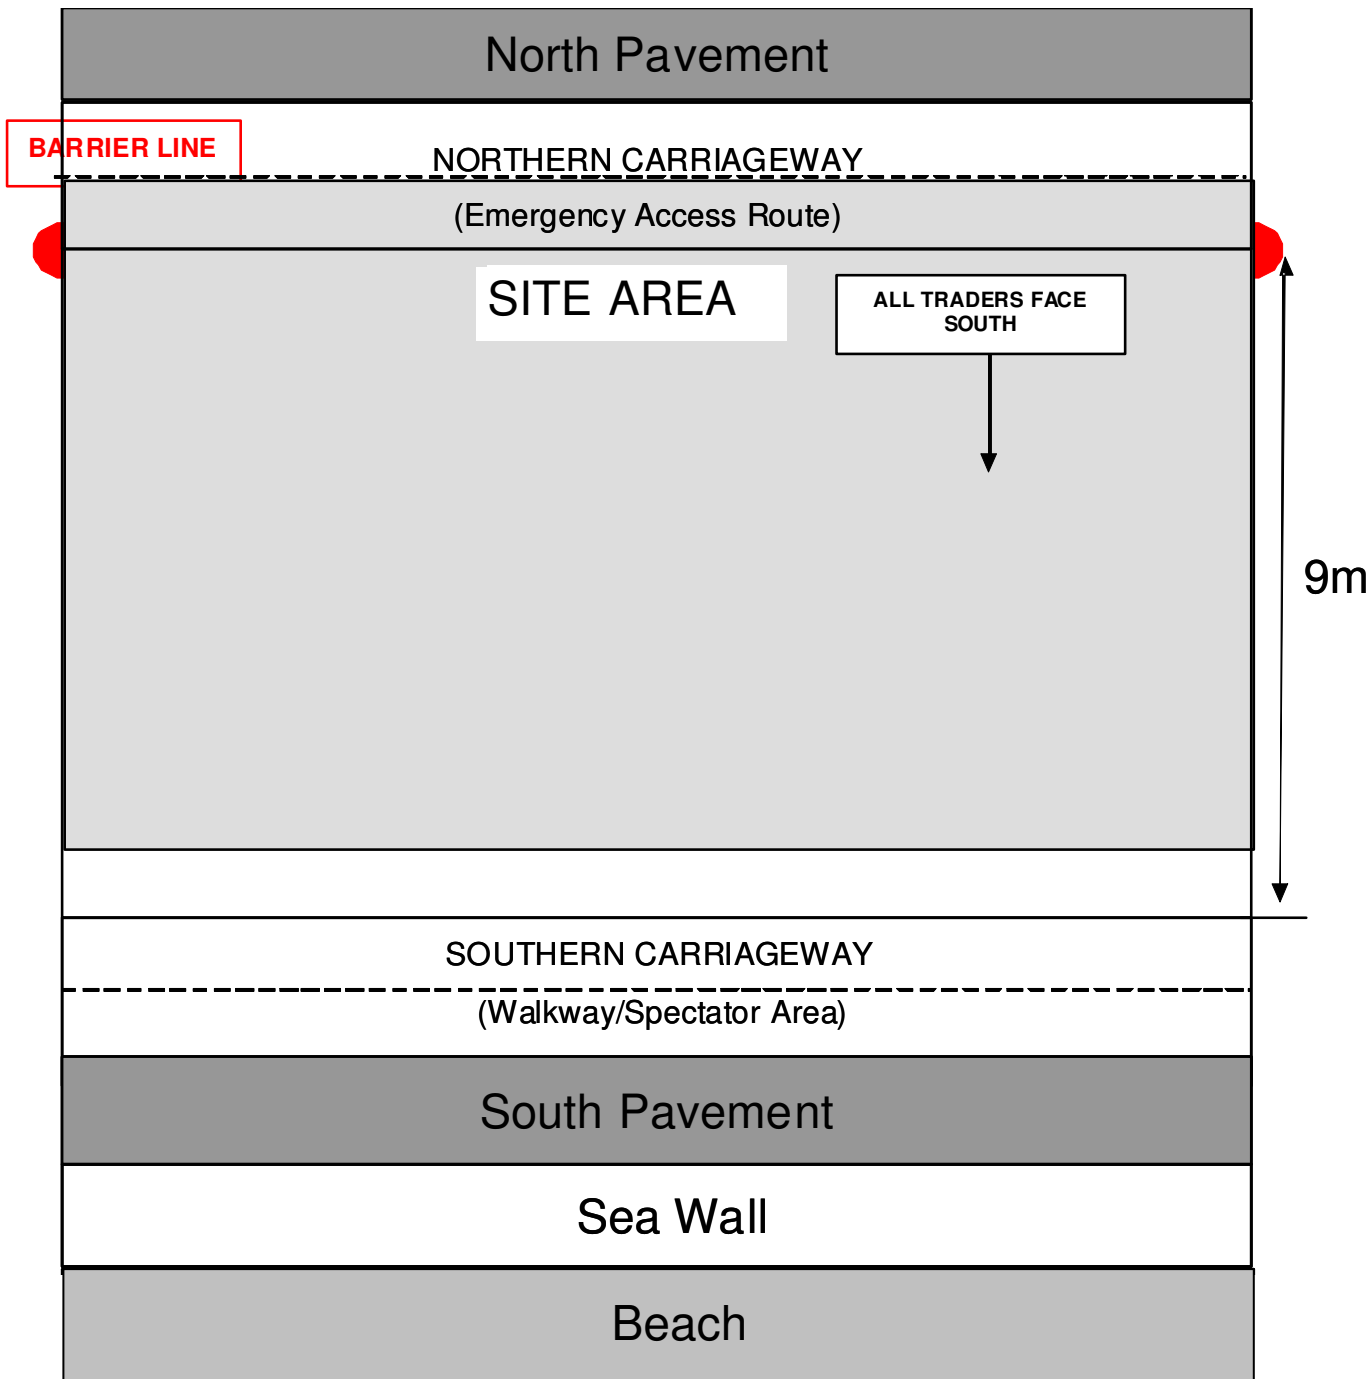 North Pavement
BARRIER LINE
NORTHERN CARRIAGEWAY
(Emergency Access Route)
SITE AREA
ALL TRADERS FACE
SOUTH
9m
SOUTHERN CARRIAGEWAY
(Walkway/Spectator Area)
South Pavement
Sea Wall
Beach